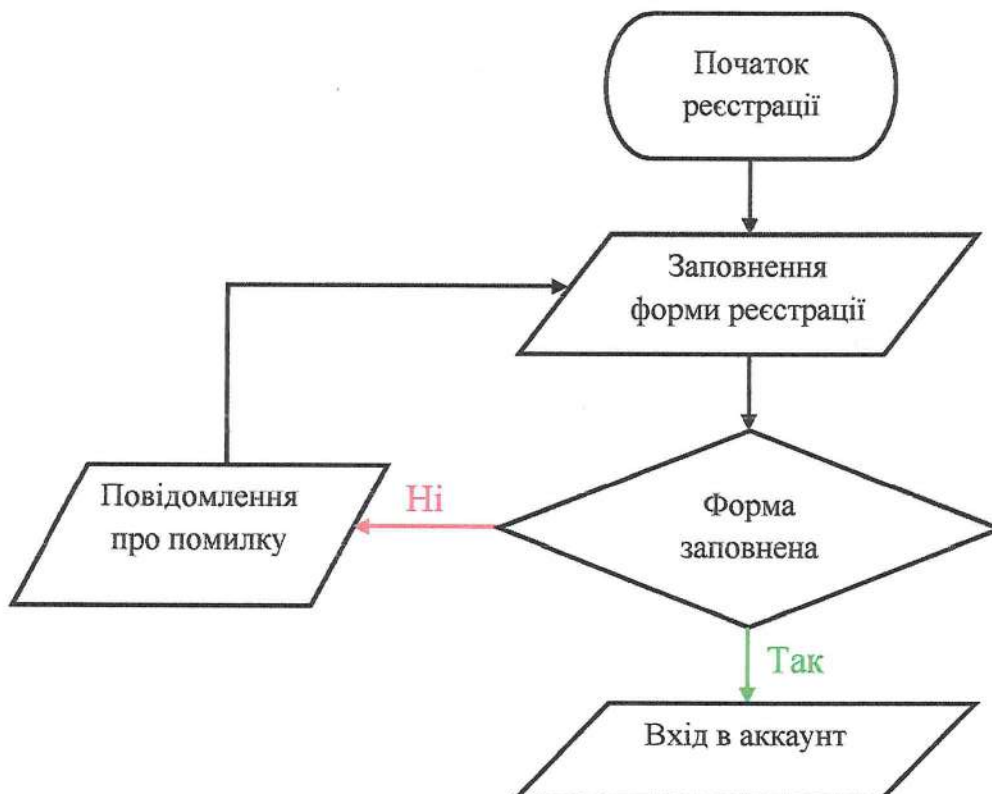 Початок
реєстрації
Заповнення
форми реєстрації
Повідомлення
про помилку
Ні
Форма
заповнена
Так
Вхід в аккаунт